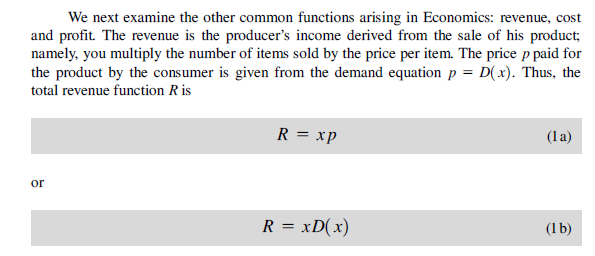 We next examine the other common functions arising in Economics: revenue, cost
and profit. The revenue is the producer's income derived from the sale of his product;
namely, you multiply the number of items sold by the price per item. The price p paid for
the product by the consumer is given from the demand equation p = D(x). Thus, the
total revenue function R is
R = xp (1a)
or
R = xD(x) (1b)